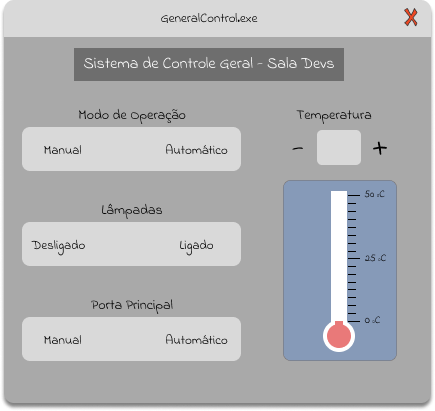 GeneralControl.exe
X
Sistema de Controle Geral - Sala Devs
Modo de Operação
Manual Automático
Lâmpadas
Desligado Ligado
Porta Principal
Manual Automático
Temperatura
- +
50 °C
25 °C
0 °C